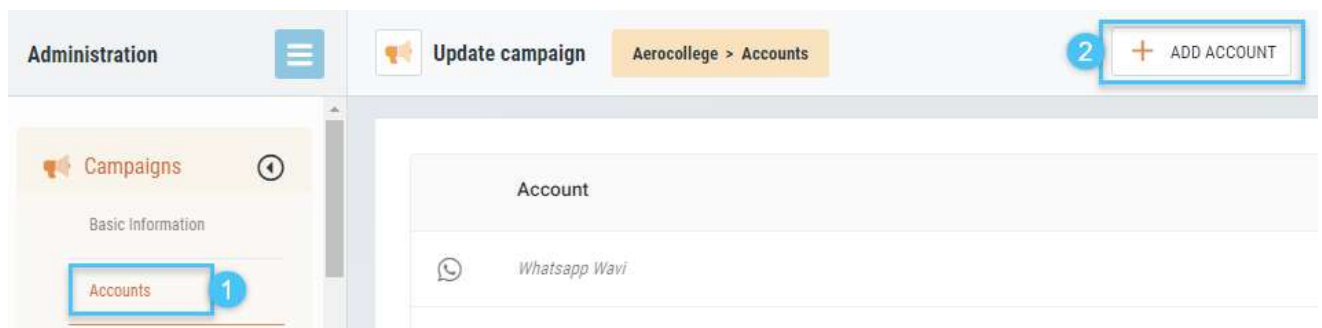 Administration
Update campaign
Aerocollege > Accounts
2
+ ADD ACCOUNT
Campaigns
Basic Information
Accounts
1
Account
Whatsapp Wavi